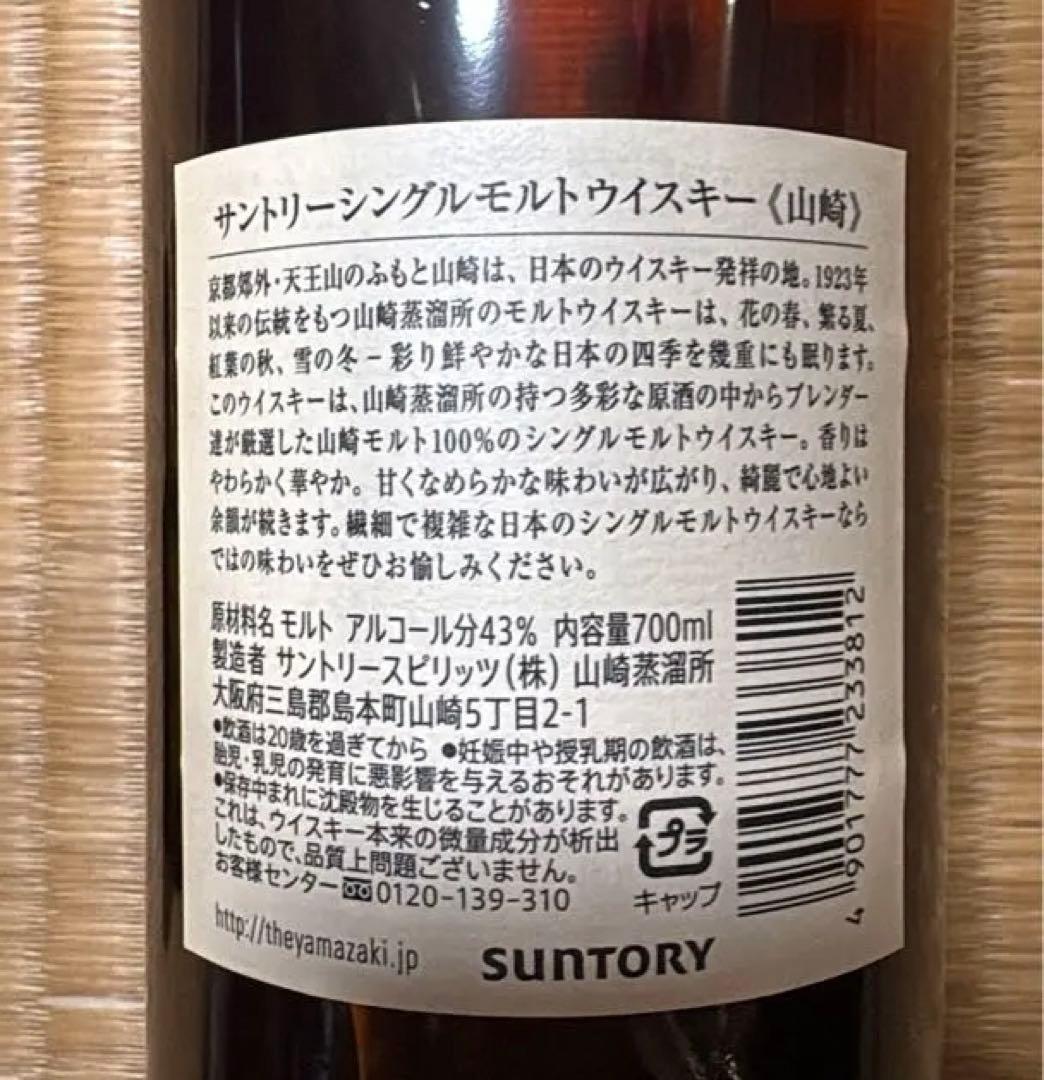 サントリーシングルモルトウイスキー《山崎》
京都郊外・天王山のふもと山崎は、日本のウイスキー発祥の地。1923年
以来の伝統をもつ山崎蒸溜所のモルトウイスキーは、花の春、繁る夏、
紅葉の秋、雪の冬－彩り鮮やかな日本の四季を幾重にも眠ります。
このウイスキーは、山崎蒸溜所の持つ多彩な原酒の中からブレンダー
達が厳選した山崎モルト100%のシングルモルトウイスキー。香りは
やわらかく華やか。甘くなめらかな味わいが広がり、綺麗で心地よい
余韻が続きます。繊細で複雑な日本のシングルモルトウイスキーなら
ではの味わいをぜひお愉しみください。
原材料名 モルト アルコール分43% 内容量700ml
製造者 サントリースピリッツ(株) 山崎蒸溜所
大阪府三島郡島本町山崎5丁目2-1
●飲酒は20歳を過ぎてから ●妊娠中や授乳期の飲酒は、
胎児・乳児の発育に悪影響を与えるおそれがあります。
●保存中まれに沈殿物を生じることがあります。
これは、ウイスキー本来の微量成分が析出
したもので、品質上問題ございません。
お客様センター 0120-139-310
プラ
キャップ
http://theyamazaki.jp
SUNTORY
4 901777 233812